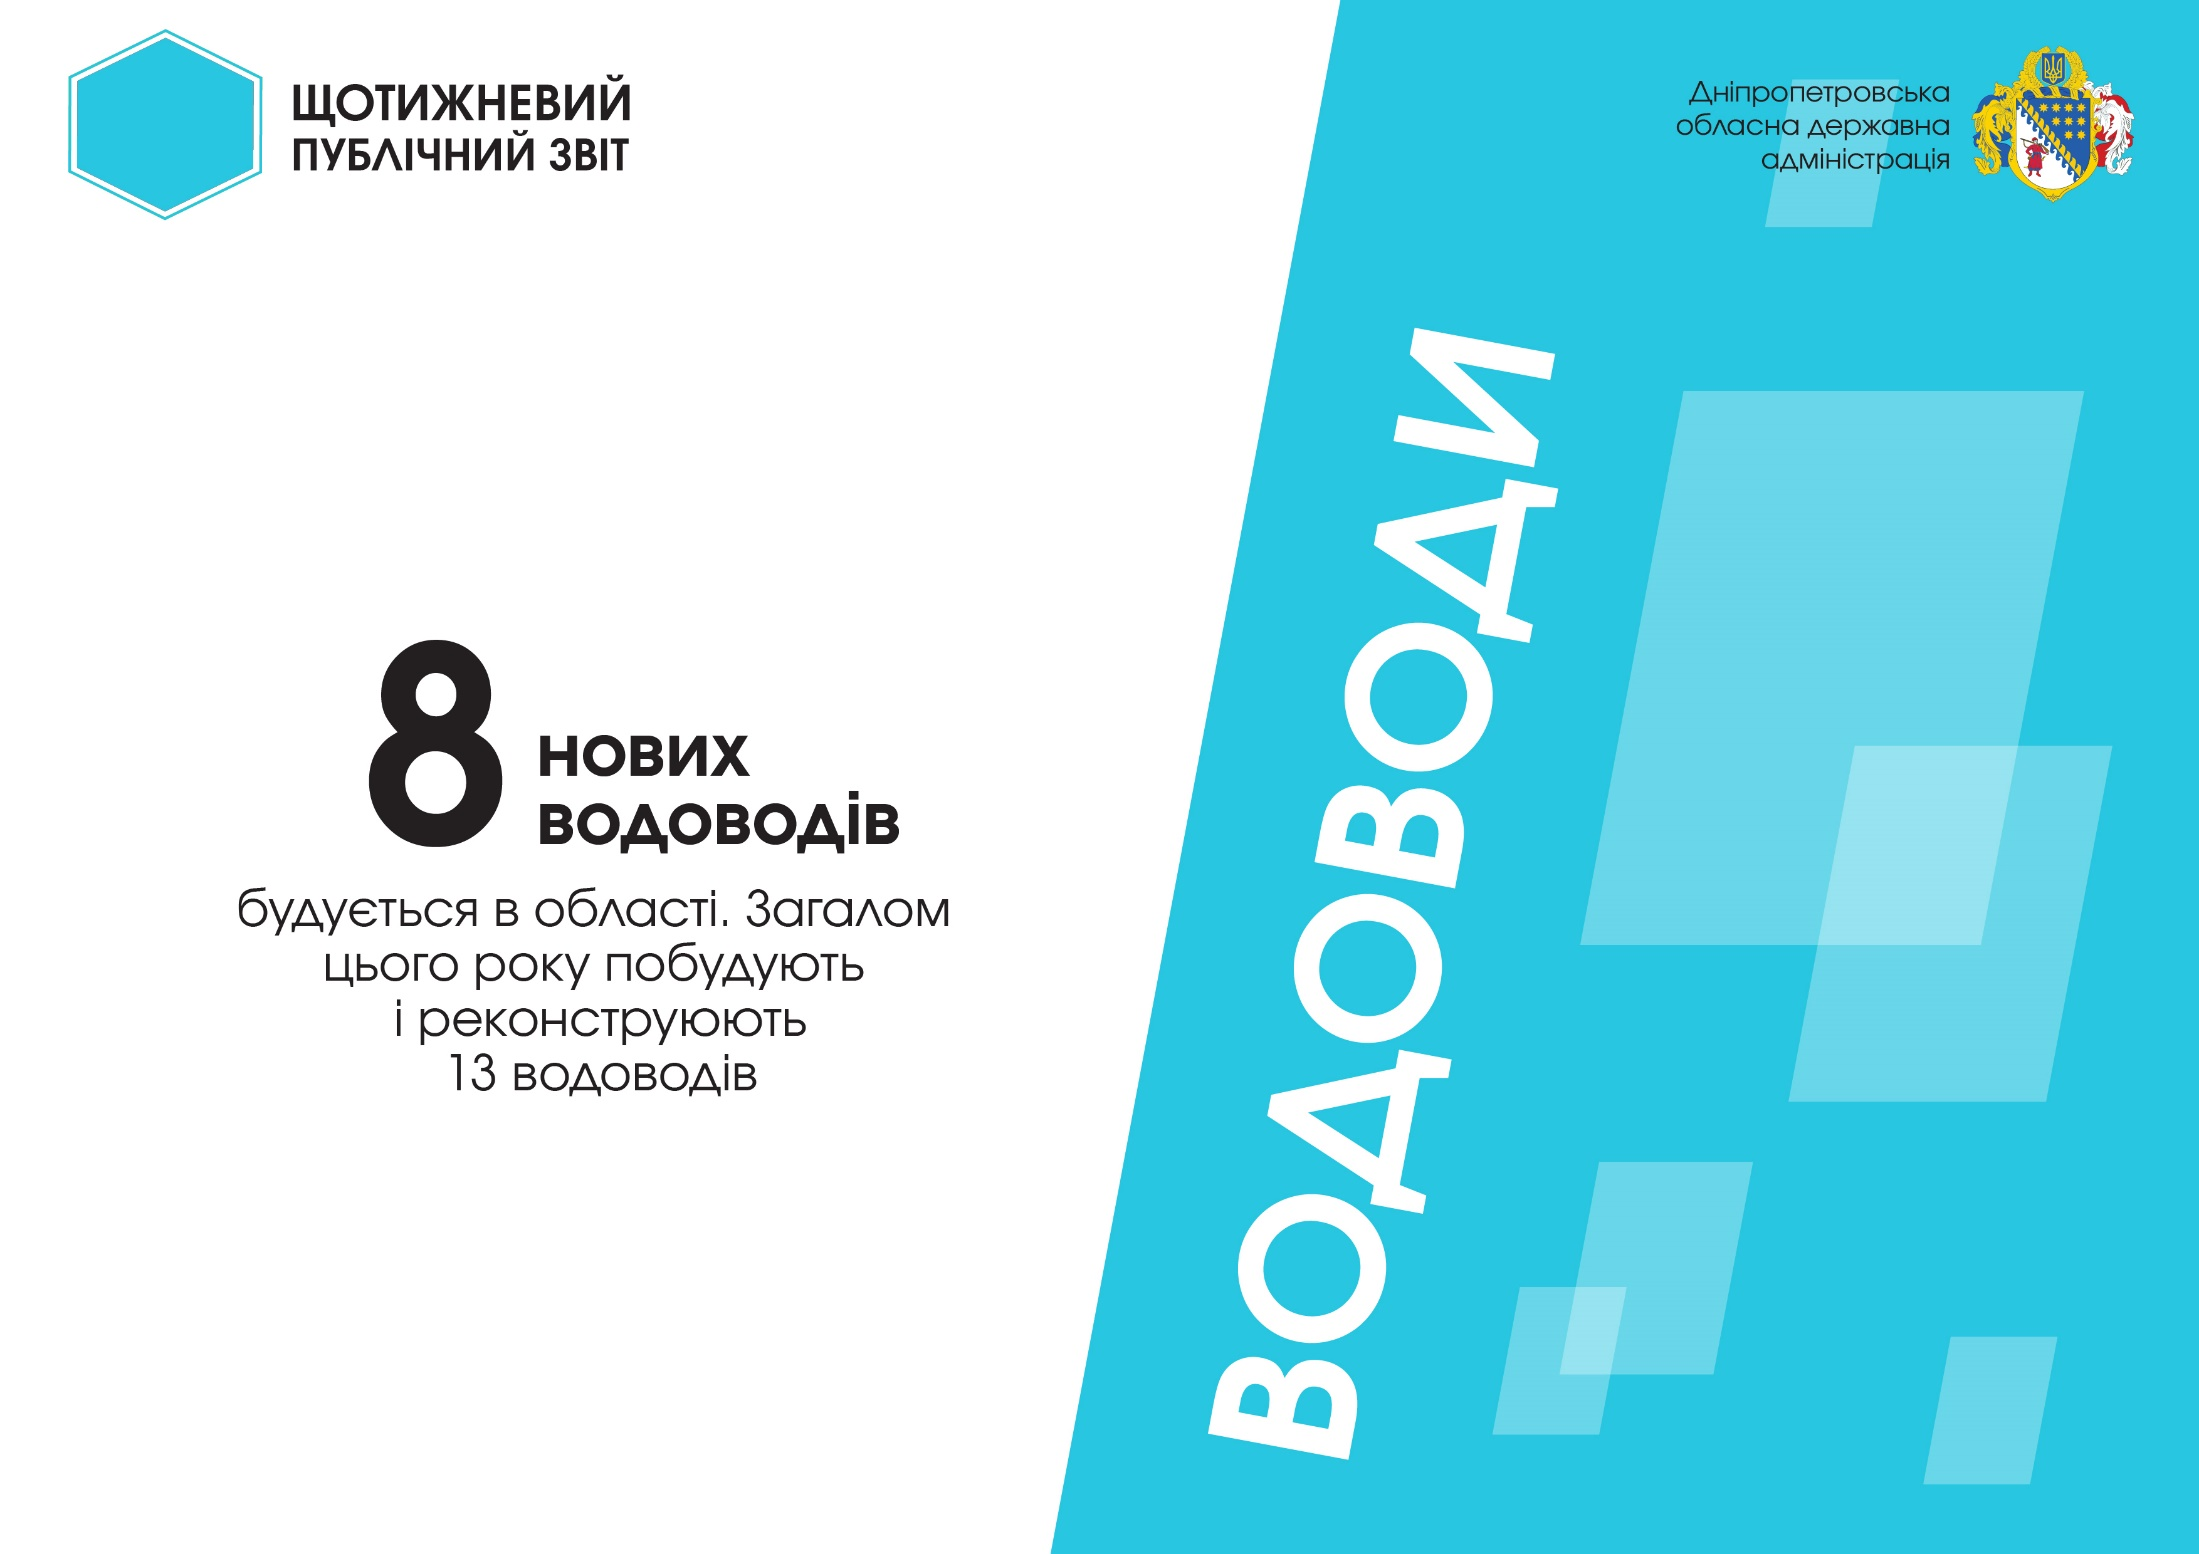 ЩОТИЖНЕВИЙ
ПУБЛІЧНИЙ ЗВІТ
Дніпропетровська
обласна державна
адміністрація
8 нових
водоводів
будується в області. Загалом
цього року побудують
і реконструюють
13 водоводів
ВОДОВОДИ